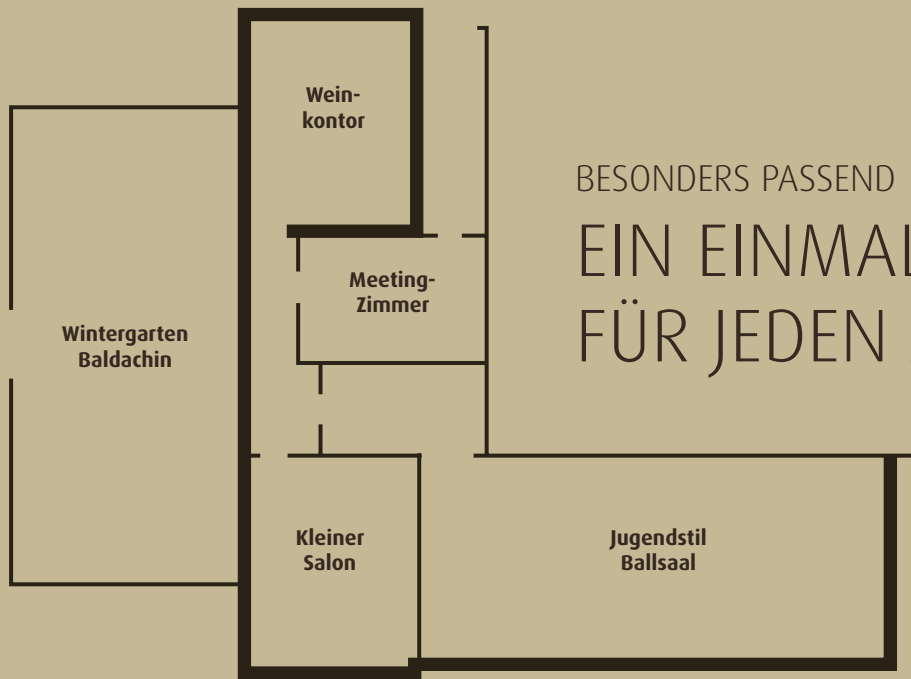 Wein-
kontor
Meeting-
Zimmer
Wintergarten
Baldachin
Kleiner
Salon
Jugendstil
Ballsaal
BESONDERS PASSEND
EIN EINMAL
FÜR JEDEN